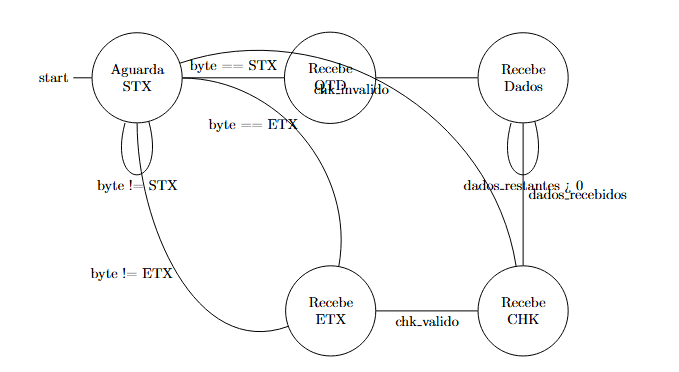 start
Aguarda
STX
byte == STX
Recebe
QTD
chk_invalido
Recebe
Dados
byte == ETX
byte != STX
dados_restantes ¿ 0
dados_recebidos
byte != ETX
Recebe
ETX
chk_valido
Recebe
CHK